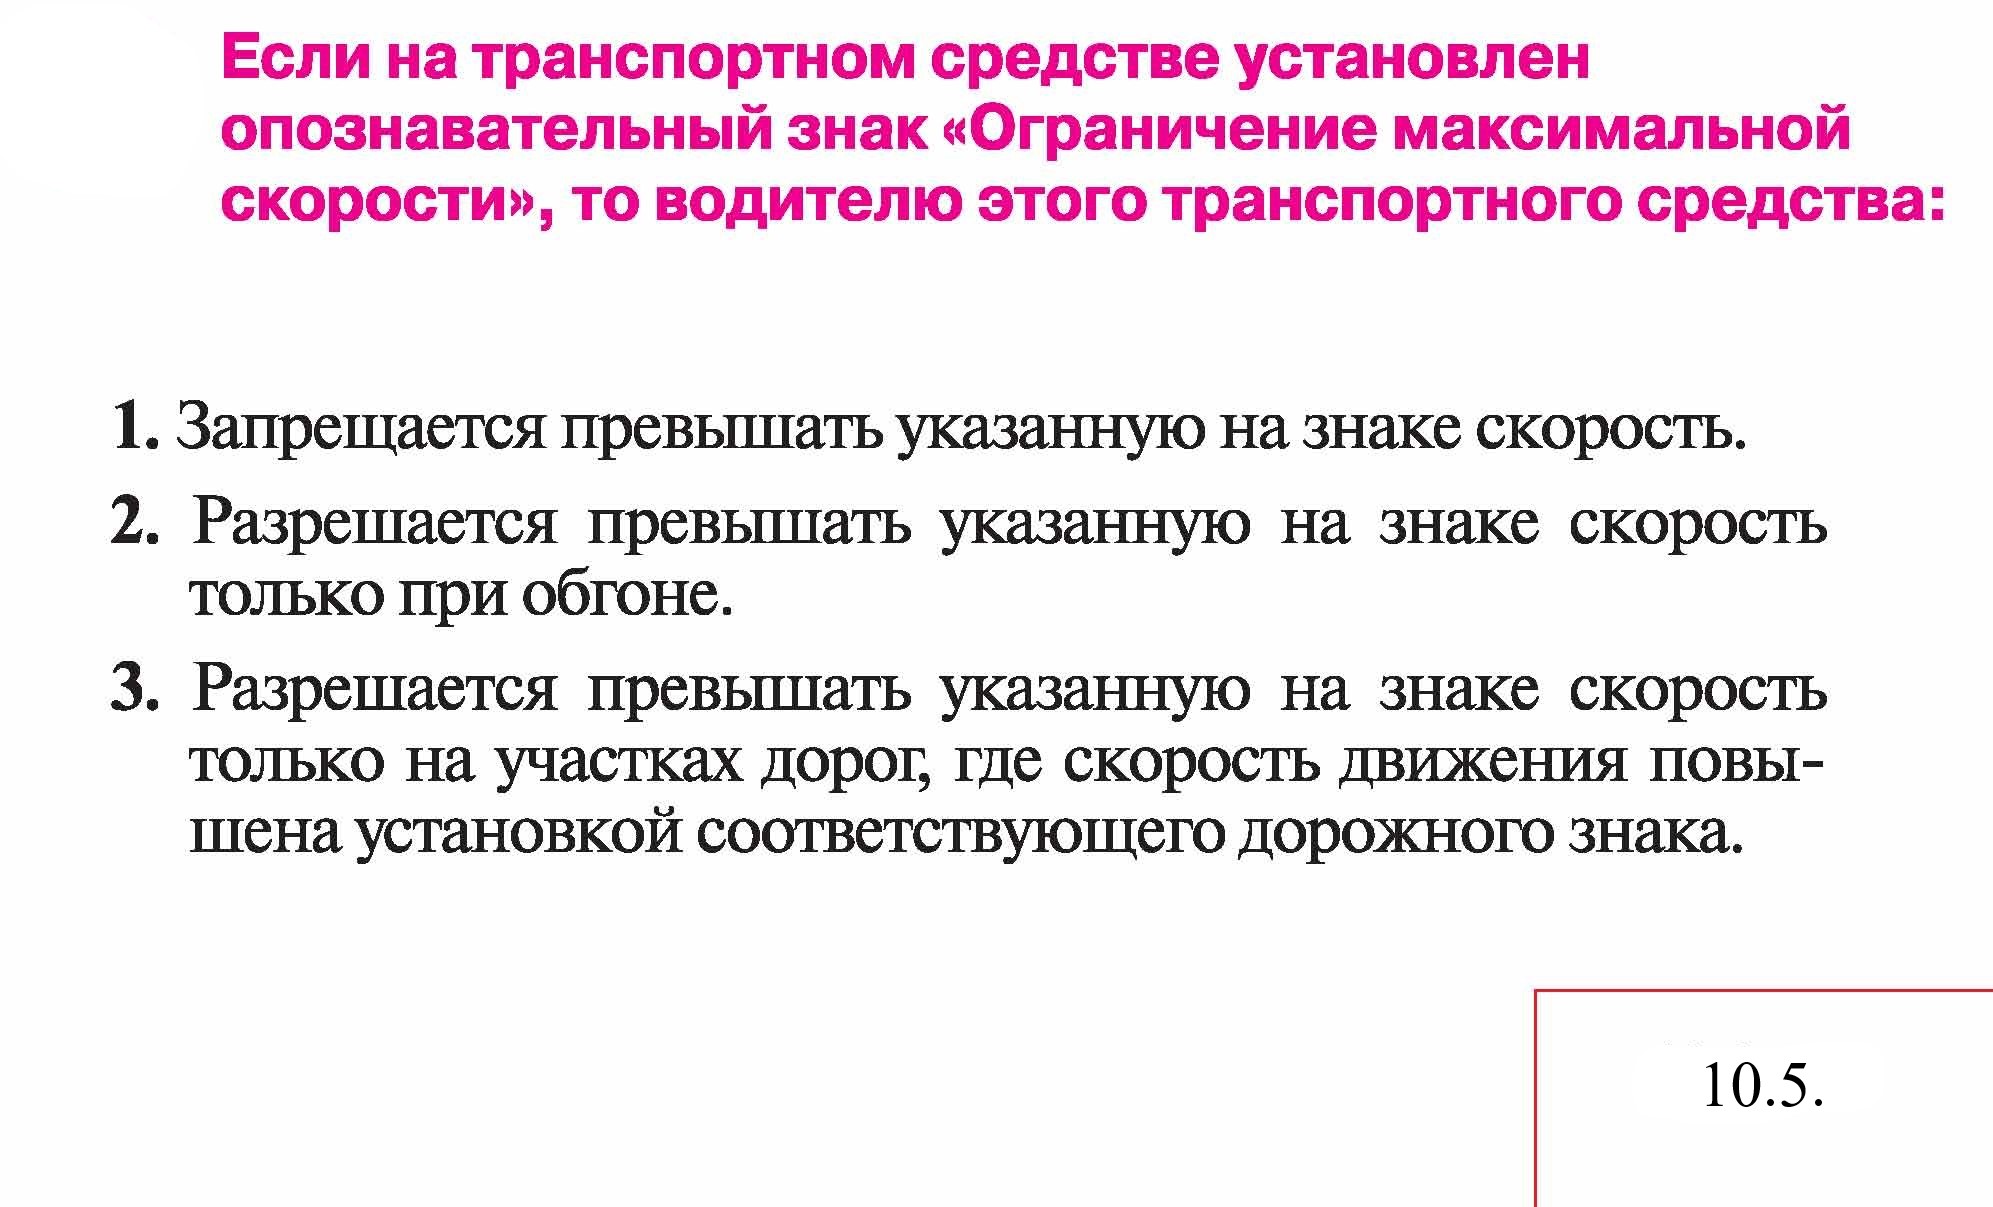 Если на транспортном средстве установлен
опознавательный знак «Ограничение максимальной
скорости», то водителю этого транспортного средства:
1. Запрещается превышать указанную на знаке скорость.
2. Разрешается превышать указанную на знаке скорость
только при обгоне.
3. Разрешается превышать указанную на знаке скорость
только на участках дорог, где скорость движения повы-
шена установкой соответствующего дорожного знака.
10.5.